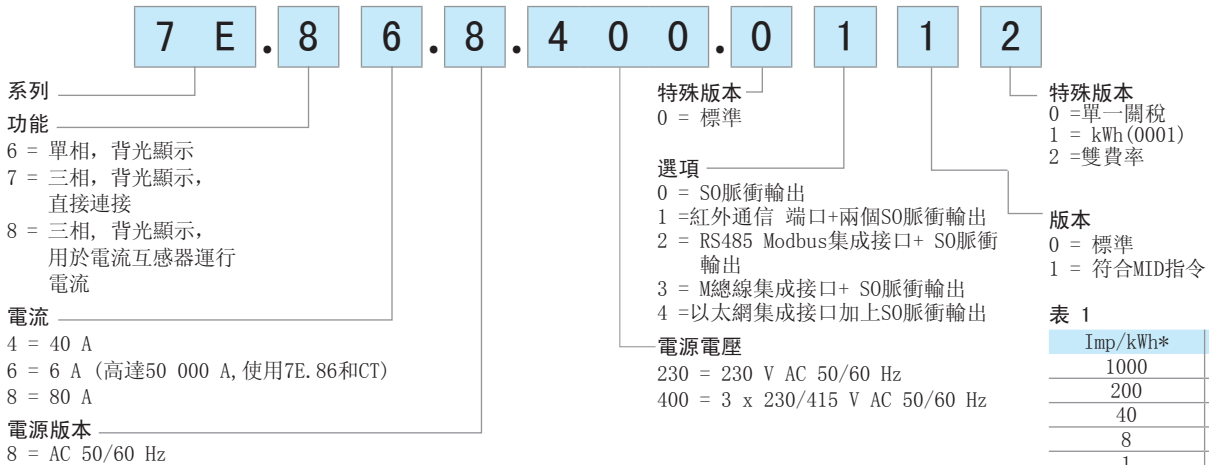 7 E . 8 6 . 8 . 4 0 0 . 0 1 1 2
系列
功能
6 = 單相, 背光顯示
7 = 三相, 背光顯示,
直接連接
8 = 三相, 背光顯示,
用於電流互感器運行
電流
電流
4 = 40 A
6 = 6 A (高達50 000 A,使用7E.86和CT)
8 = 80 A
電源版本
8 = AC 50/60 Hz
特殊版本
0 = 標準
選項
0 = SO脈衝輸出
1 =紅外通信 端口+兩個SO脈衝輸出
2 = RS485 Modbus集成接口+ SO脈衝
輸出
3 = M總線集成接口+ SO脈衝輸出
4 =以太網集成接口加上SO脈衝輸出
電源電壓
230 = 230 V AC 50/60 Hz
400 = 3 x 230/415 V AC 50/60 Hz
特殊版本
0 =單一關稅
1 = kWh(0001)
2 =雙費率
版本
0 = 標準
1 = 符合MID指令
表 1
Imp/kWh*
1000
200
40
8
1